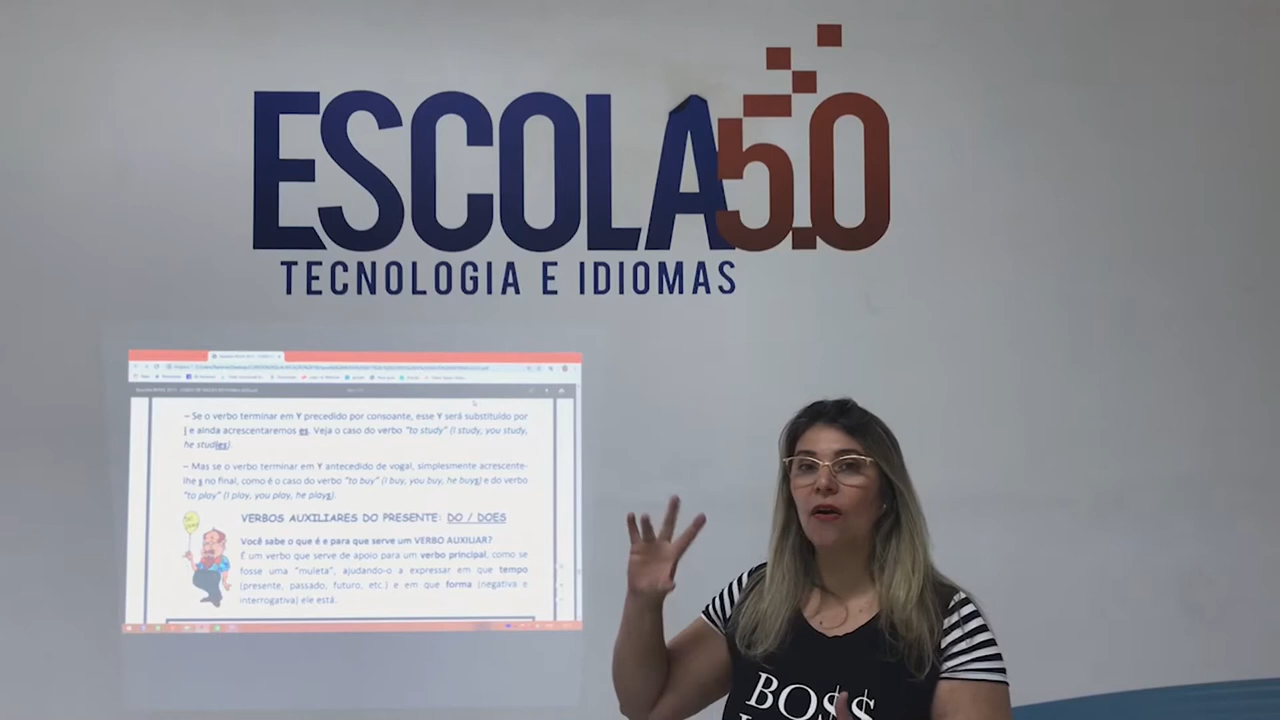 ESCOLA 5.0
TECNOLOGIA E IDIOMAS
– Se o verbo terminar em Y precedido por consoante, esse Y será substituído por
i e ainda acrescentaremos es. Veja o caso do verbo "to study" (I study, you study,
he studies).
– Mas se o verbo terminar em Y antecedido de vogal, simplesmente acrescente-
lhe s no final, como é o caso do verbo "to buy" (I buy, you buy, he buys) e do verbo
"to play" (I play, you play, he plays).
VERBOS AUXILIARES DO PRESENTE: DO / DOES
Você sabe o que é e para que serve um VERBO AUXILIAR?
É um verbo que serve de apoio para um verbo principal, como se
fosse uma "muleta", ajudando-o a expressar em que tempo
(presente, passado, futuro, etc.) e em que forma (negativa e
interrogativa) ele está.
BO$$